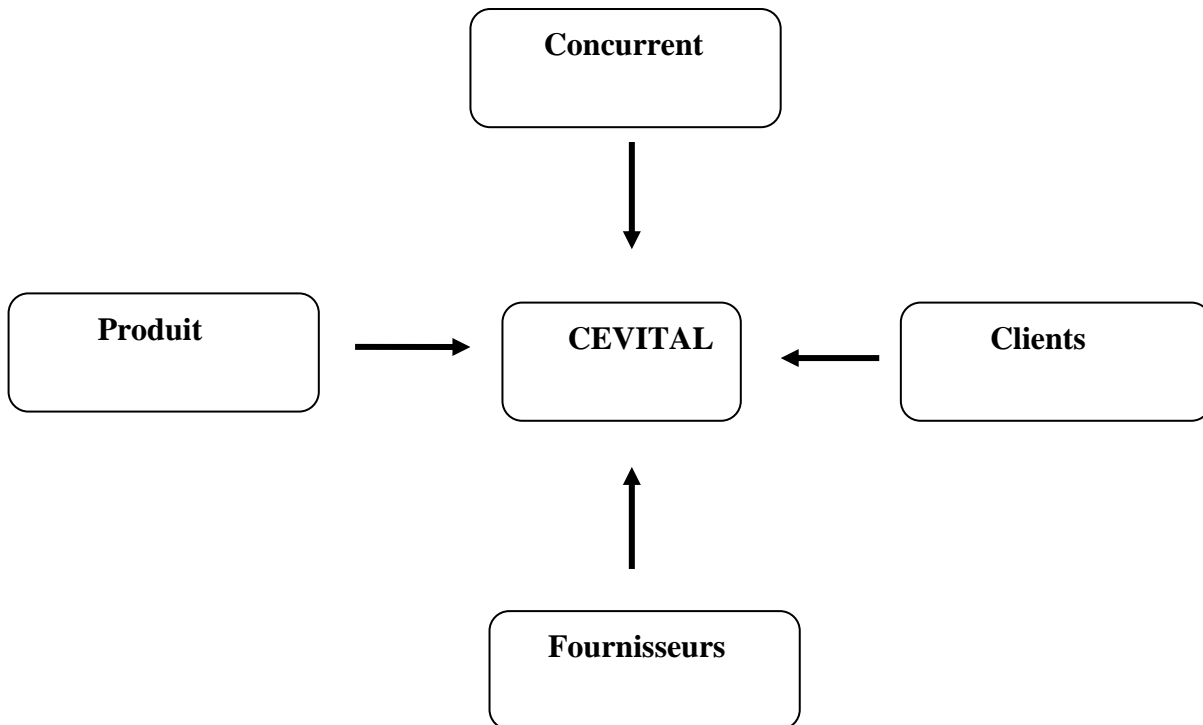 Concurrent
Produit
CEVITAL
Clients
Fournisseurs